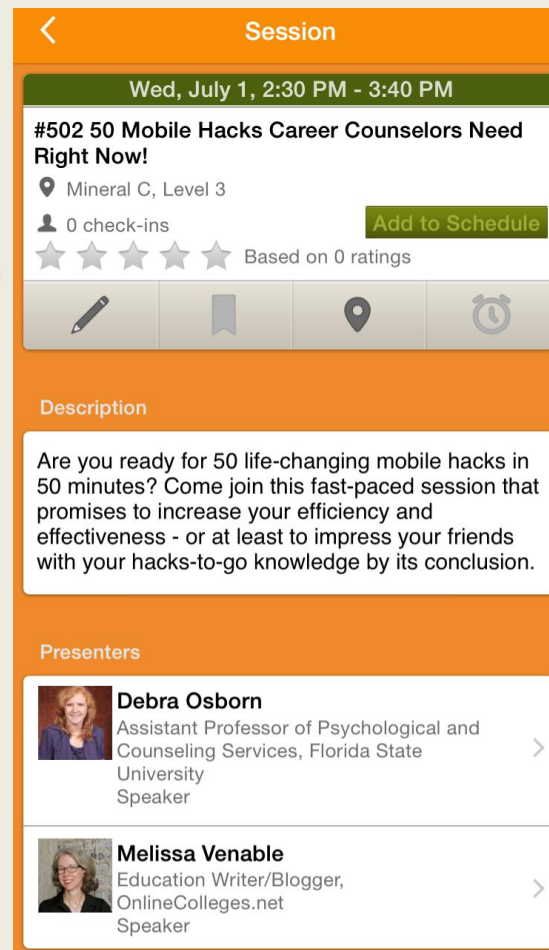 Session
Wed, July 1, 2:30 PM - 3:40 PM
#502 50 Mobile Hacks Career Counselors Need
Right Now!
Mineral C, Level 3
0 check-ins
Add to Schedule
Based on 0 ratings
Description
Are you ready for 50 life-changing mobile hacks in
50 minutes? Come join this fast-paced session that
promises to increase your efficiency and
effectiveness - or at least to impress your friends
with your hacks-to-go knowledge by its conclusion.
Presenters
Debra Osborn
Assistant Professor of Psychological and
Counseling Services, Florida State
University
Speaker
Melissa Venable
Education Writer/Blogger,
OnlineColleges.net
Speaker